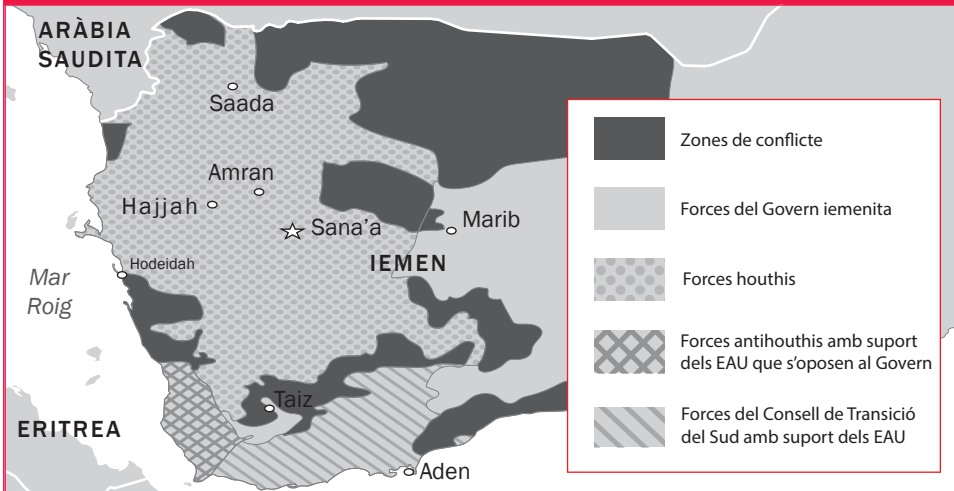 ARÀBIA
SAUDITA
Saada
Amran
Hajjah
Sana’a
Marib
IEMEN
Hodeidah
Mar
Roig
Taiz
ERITREA
Aden
Zones de conflicte
Forces del Govern iemenita
Forces houthis
Forces antihouthis amb suport
dels EAU que s’oposen al Govern
Forces del Consell de Transició
del Sud amb suport dels EAU